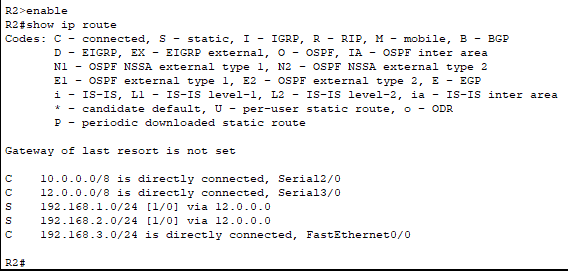 R2>enable
R2#show ip route
Codes: C - connected, S - static, I - IGRP, R - RIP, M - mobile, B - BGP
D - EIGRP, EX - EIGRP external, O - OSPF, IA - OSPF inter area
N1 - OSPF NSSA external type 1, N2 - OSPF NSSA external type 2
E1 - OSPF external type 1, E2 - OSPF external type 2, E - EGP
i - IS-IS, L1 - IS-IS level-1, L2 - IS-IS level-2, ia - IS-IS inter area
* - candidate default, U - per-user static route, o - ODR
P - periodic downloaded static route
Gateway of last resort is not set
C 10.0.0.0/8 is directly connected, Serial2/0
C 12.0.0.0/8 is directly connected, Serial3/0
S 192.168.1.0/24 [1/0] via 12.0.0.0
S 192.168.2.0/24 [1/0] via 12.0.0.0
C 192.168.3.0/24 is directly connected, FastEthernet0/0
R2#